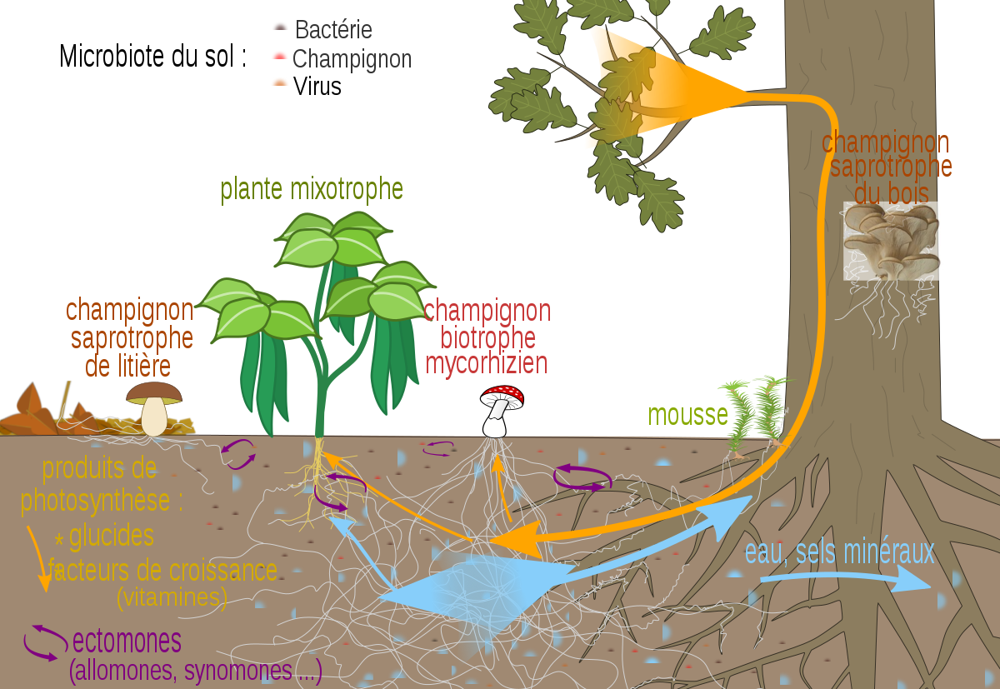 Microbiote du sol :
Bactérie
Champignon
Virus
champignon
saprotrophe
du bois
plante mixotrophe
champignon
saprotrophe
de litière
champignon
biotrophe
mycorhizien
mousse
produits de
photosynthèse :
* glucides
* facteurs de croissance
(vitamines)
eau, sels minéraux
ectomones
(allomones, synomones ...)